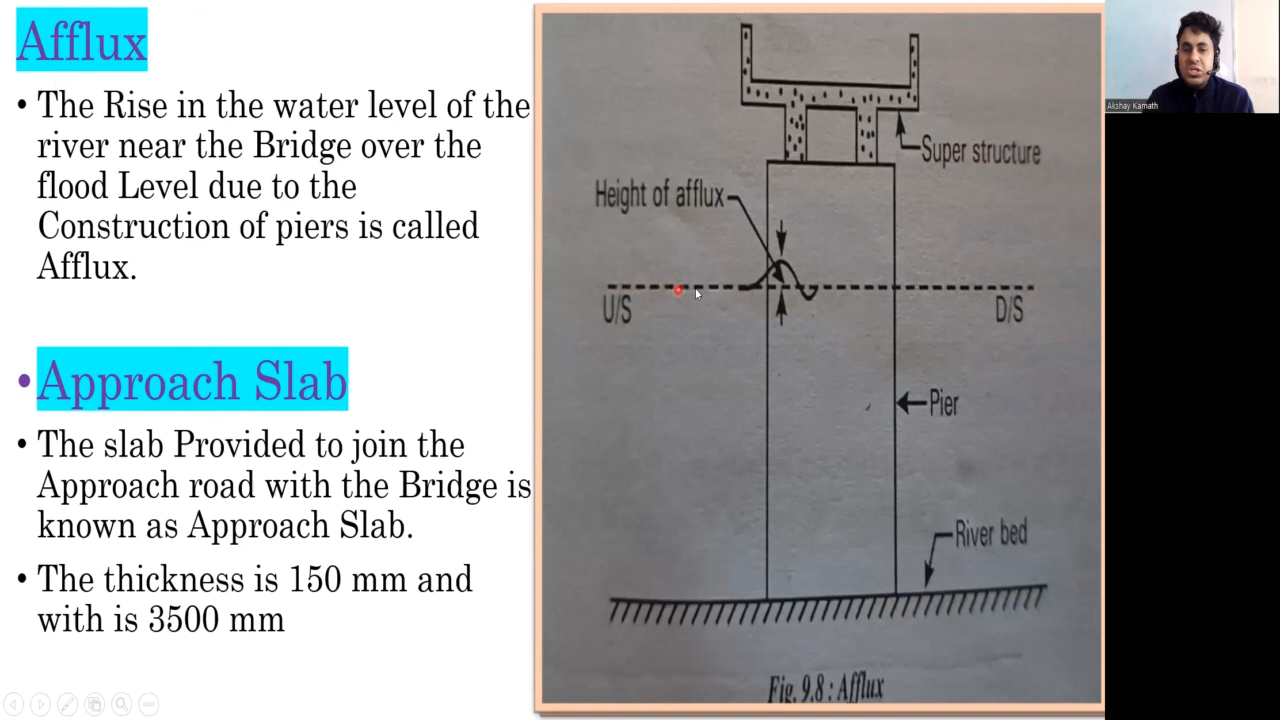 Afflux
• The Rise in the water level of the
river near the Bridge over the
flood Level due to the
Construction of piers is called
Afflux.
• Approach Slab
• The slab Provided to join the
Approach road with the Bridge is
known as Approach Slab.
• The thickness is 150 mm and
with is 3500 mm
Super structure
Height of afflux
U/S
D/S
Pier
River bed
Fig. 9.8 : Afflux
Akshay Kamath